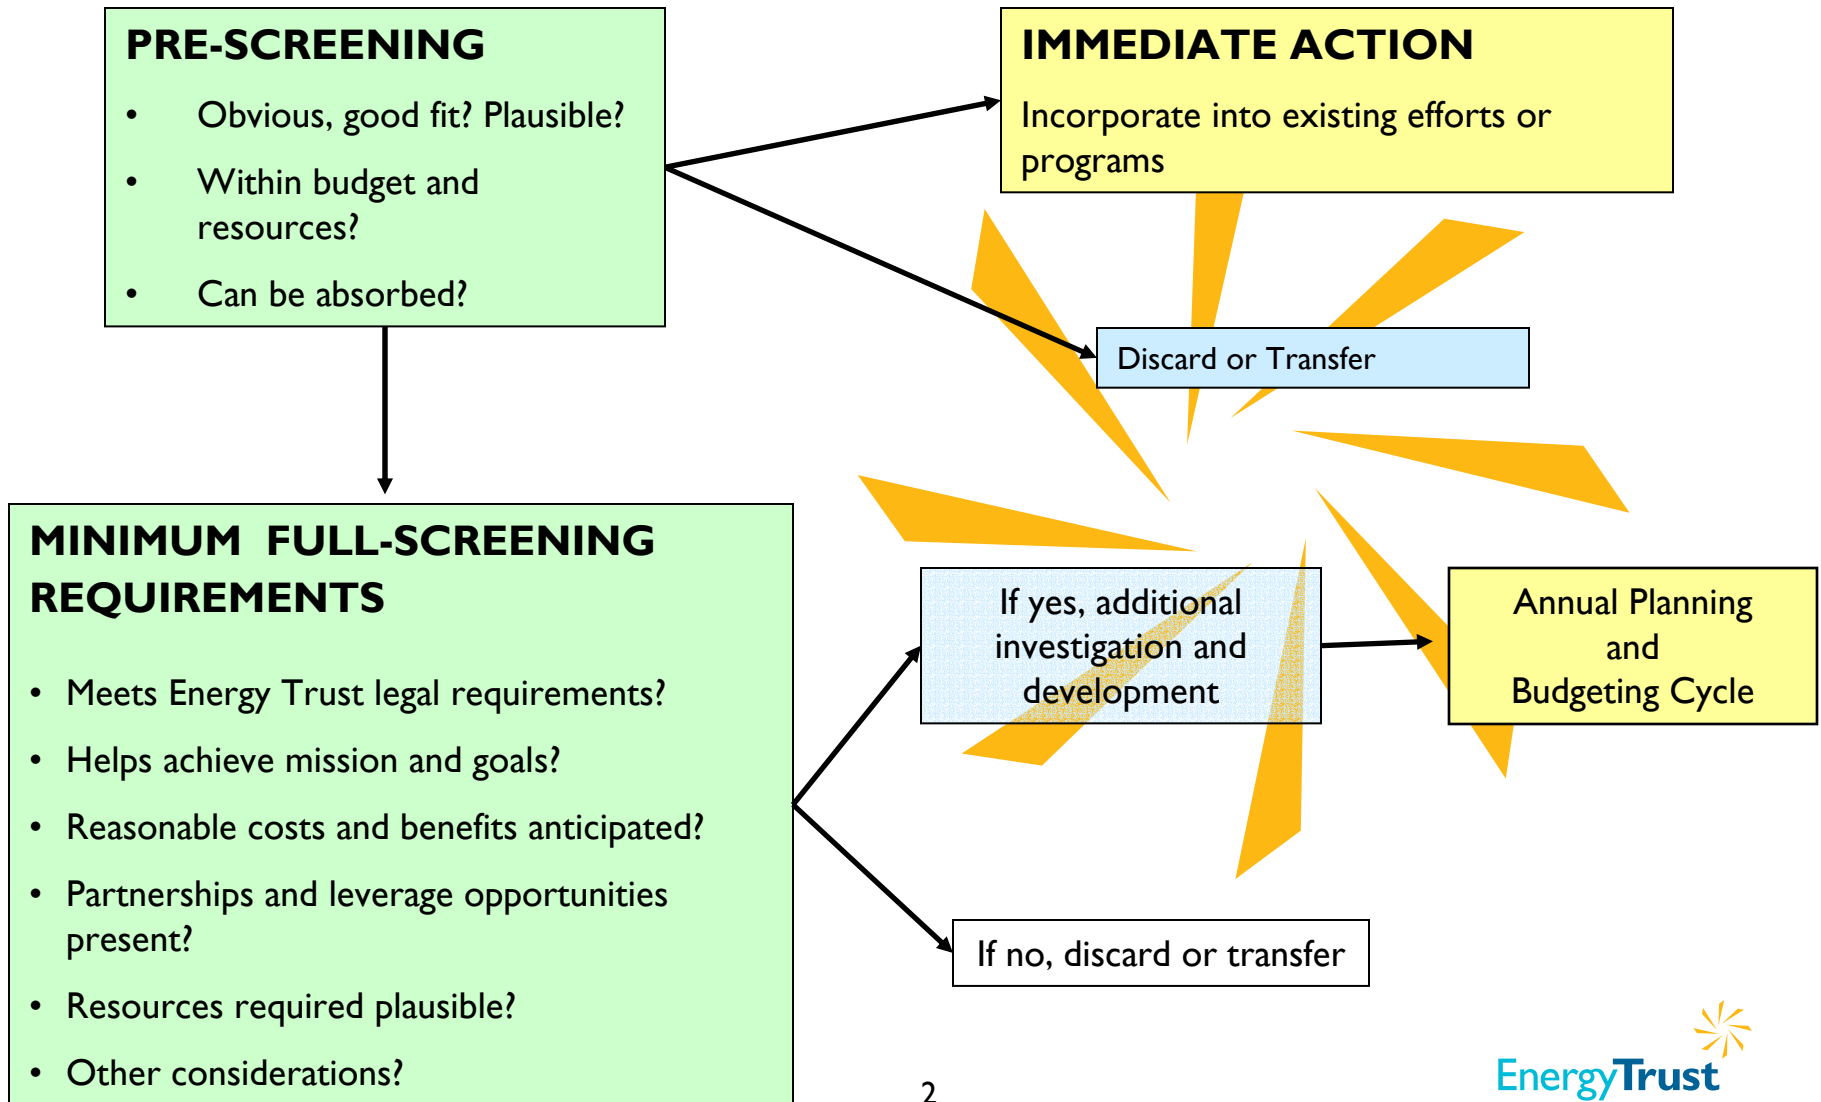 PRE-SCREENING
• Obvious, good fit? Plausible?
• Within budget and
resources?
• Can be absorbed?
IMMEDIATE ACTION
Incorporate into existing efforts or
programs
Discard or Transfer
MINIMUM FULL-SCREENING
REQUIREMENTS
• Meets Energy Trust legal requirements?
• Helps achieve mission and goals?
• Reasonable costs and benefits anticipated?
• Partnerships and leverage opportunities
present?
• Resources required plausible?
• Other considerations?
If yes, additional
investigation and
development
Annual Planning
and
Budgeting Cycle
If no, discard or transfer
2
EnergyTrust